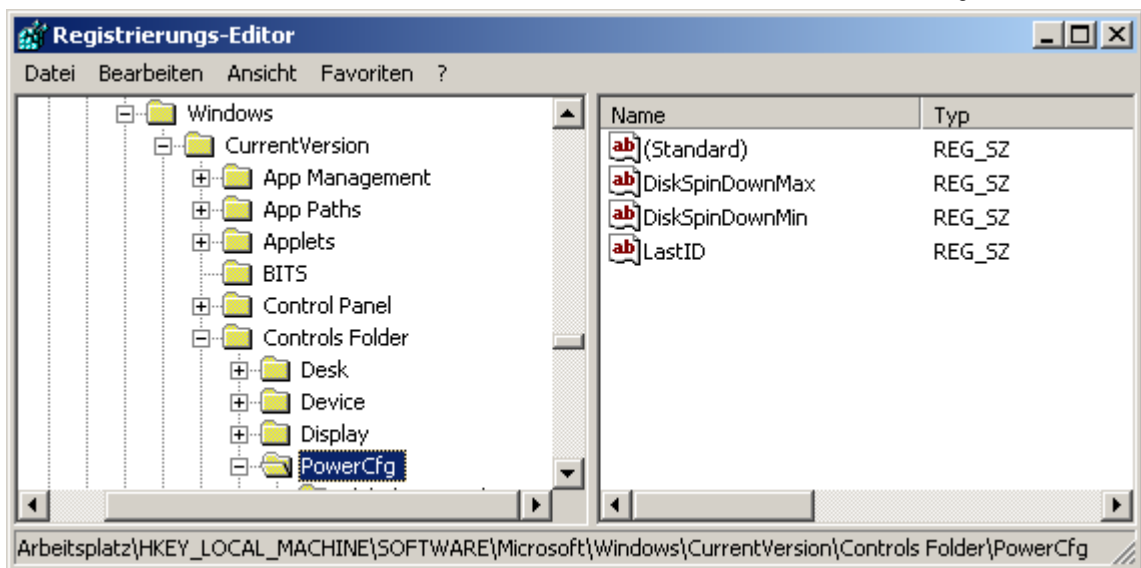 Registrierungs-Editor
Datei Bearbeiten Ansicht Favoriten ?
Windows
CurrentVersion
App Management
App Paths
Applets
BITS
Control Panel
Controls Folder
Desk
Device
Display
PowerCfg
Name Typ
(Standard) REG_SZ
DiskSpinDownMax REG_SZ
DiskSpinDownMin REG_SZ
LastID REG_SZ
Arbeitsplatz\HKEY_LOCAL_MACHINE\SOFTWARE\Microsoft\Windows\CurrentVersion\Controls Folder\PowerCfg